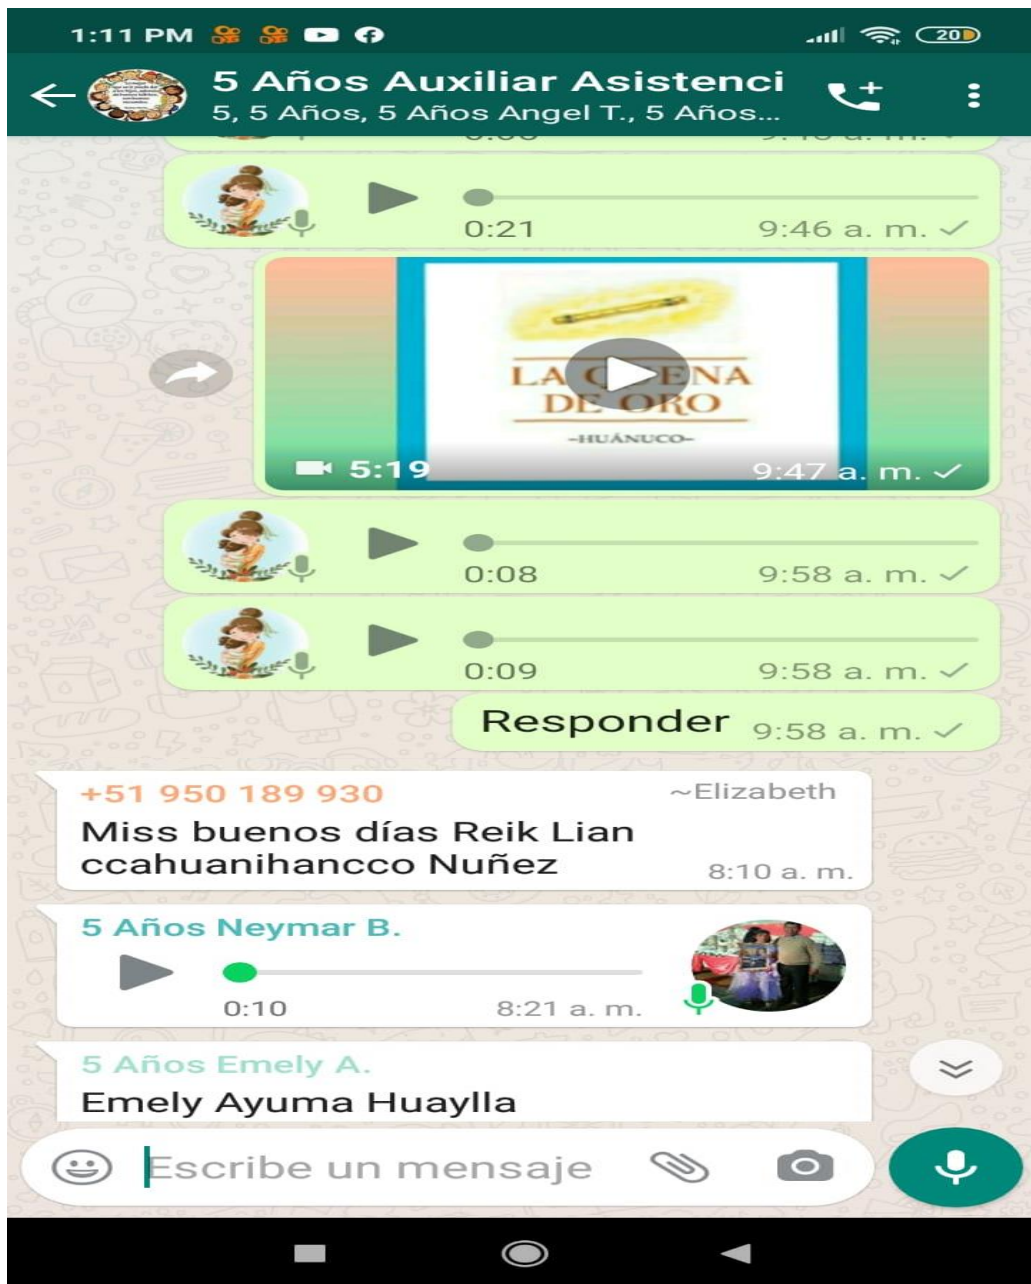 1:11 PM
20
5 Años Auxiliar Asistenci
5, 5 Años, 5 Años Angel T., 5 Años...
0:21 9:46 a. m.
LA QUENA
DE ORO
-HUÁNUCO-
5:19 9:47 a. m.
0:08 9:58 a. m.
0:09 9:58 a. m.
Responder 9:58 a. m.
+51 950 189 930 ~Elizabeth
Miss buenos días Reik Lian
ccahuanihancco Nuñez 8:10 a. m.
5 Años Neymar B.
0:10 8:21 a. m.
5 Años Emely A.
Emely Ayuma Huaylla
Escribe un mensaje